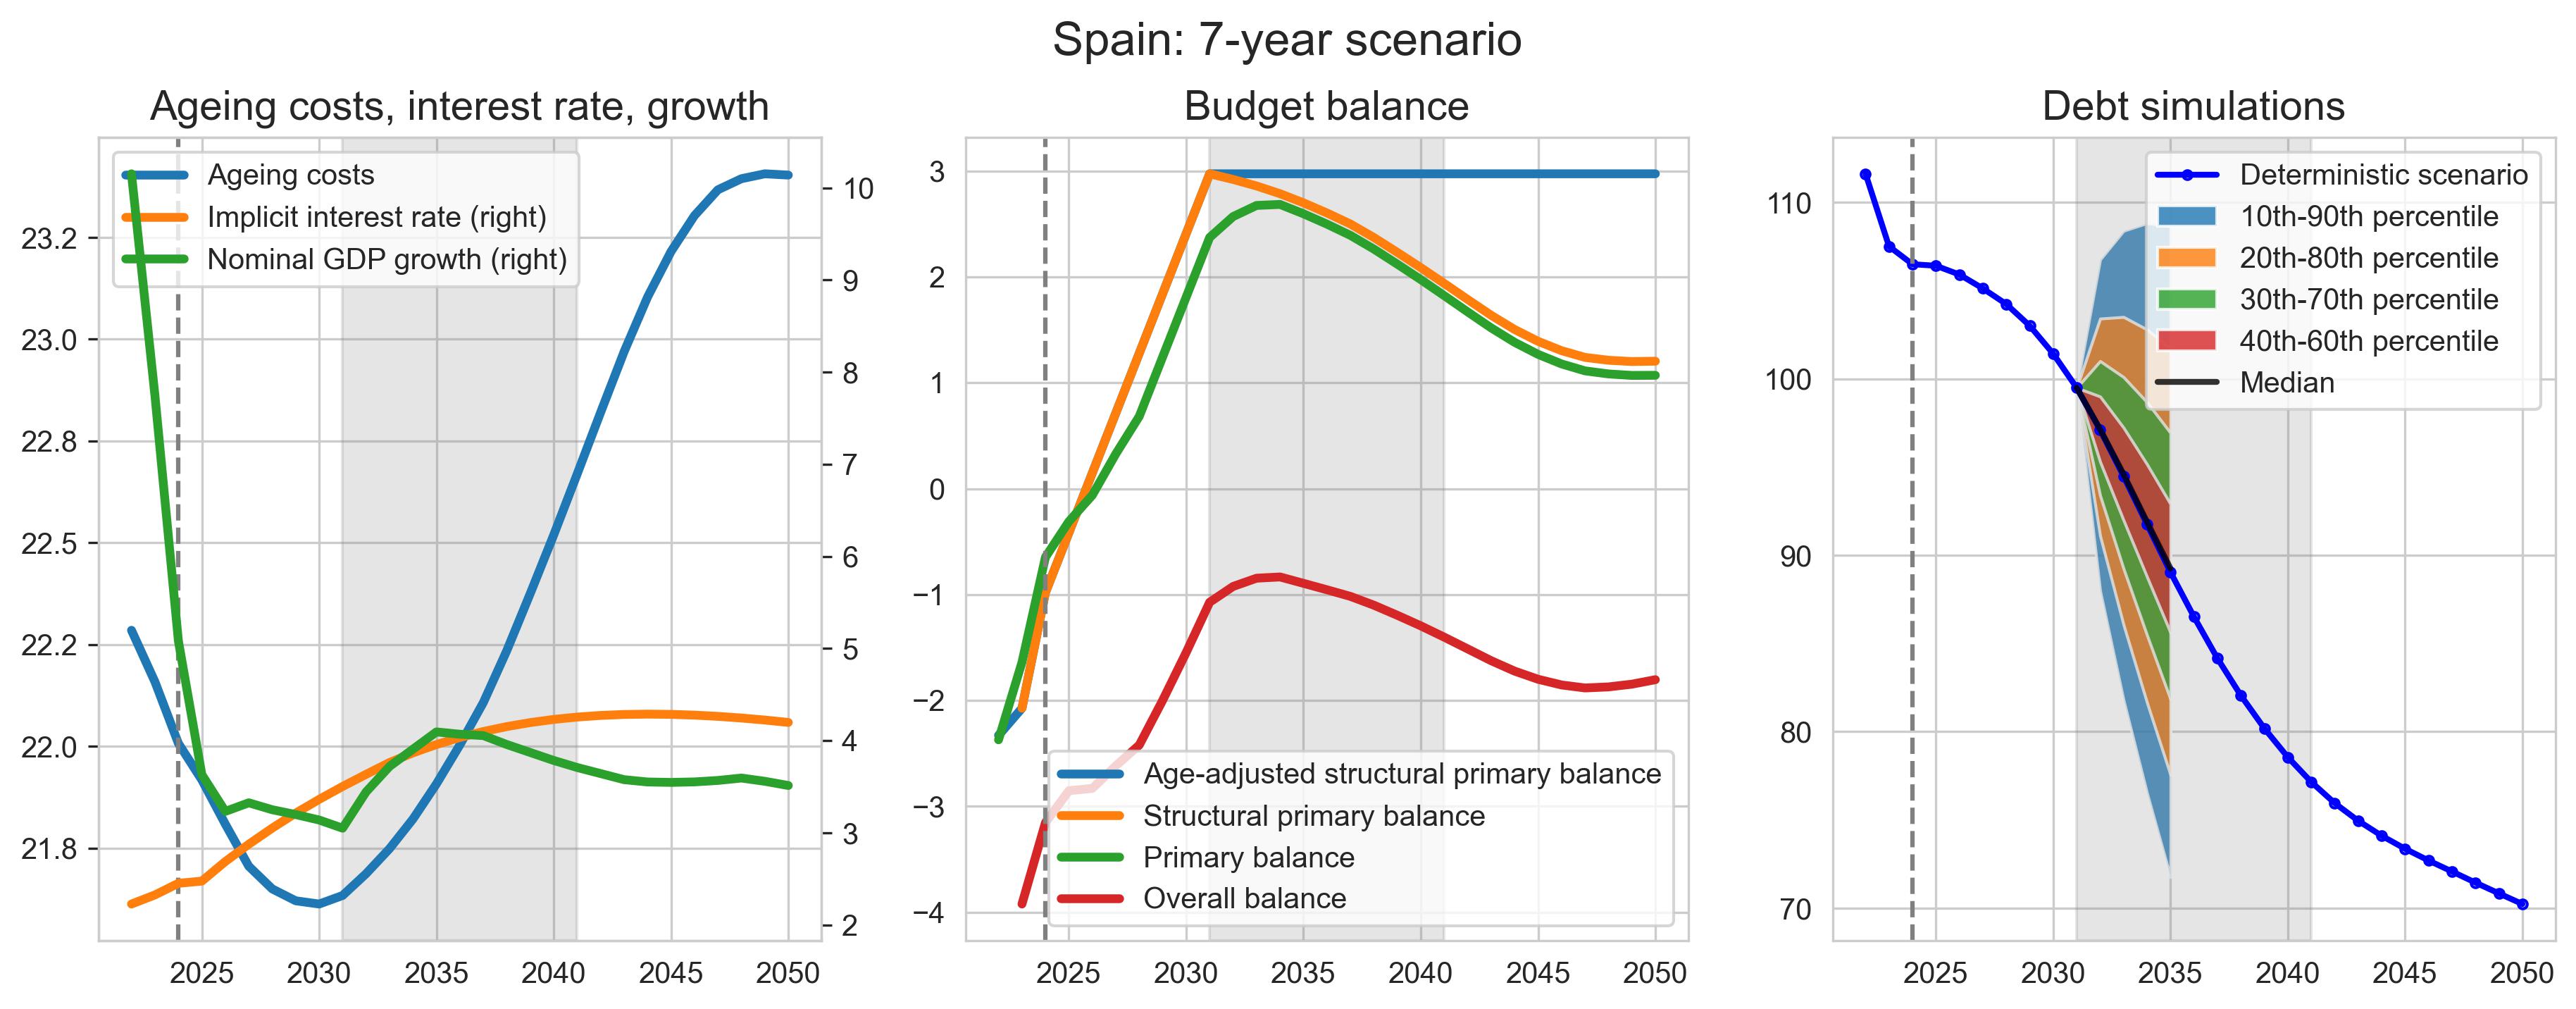 Spain: 7-year scenario
Ageing costs, interest rate, growth
Ageing costs
Implicit interest rate (right)
Nominal GDP growth (right)
23.2
23.0
22.8
22.5
22.2
22.0
21.8
10
9
8
7
6
5
4
3
2
2025 2030 2035 2040 2045 2050
Budget balance
3
2
1
0
−1
−2
−3
−4
Age-adjusted structural primary balance
Structural primary balance
Primary balance
Overall balance
2025 2030 2035 2040 2045 2050
Debt simulations
Deterministic scenario
10th-90th percentile
20th-80th percentile
30th-70th percentile
40th-60th percentile
Median
110
100
90
80
70
2025 2030 2035 2040 2045 2050